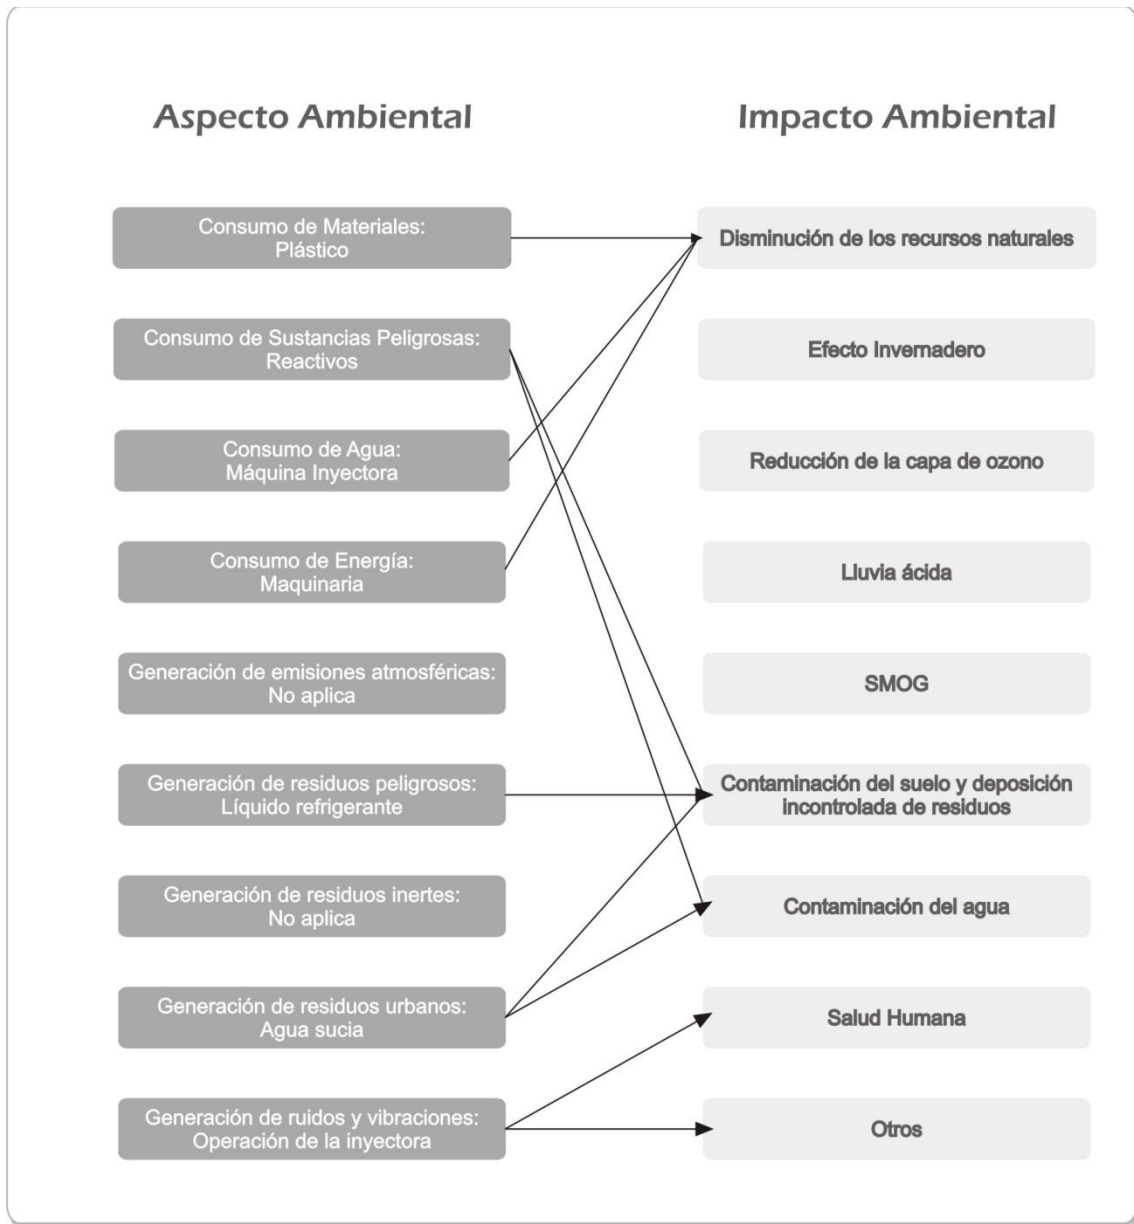 Aspecto Ambiental
Impacto Ambiental
Consumo de Materiales:
Plástico
Disminución de los recursos naturales
Consumo de Sustancias Peligrosas:
Reactivos
Efecto Invernadero
Consumo de Agua:
Máquina Inyectora
Reducción de la capa de ozono
Consumo de Energía:
Maquinaria
Lluvia ácida
Generación de emisiones atmosféricas:
No aplica
SMOG
Generación de residuos peligrosos:
Líquido refrigerante
Contaminación del suelo y deposición
incontrolada de residuos
Generación de residuos inertes:
No aplica
Contaminación del agua
Generación de residuos urbanos:
Agua sucia
Salud Humana
Generación de ruidos y vibraciones:
Operación de la inyectora
Otros